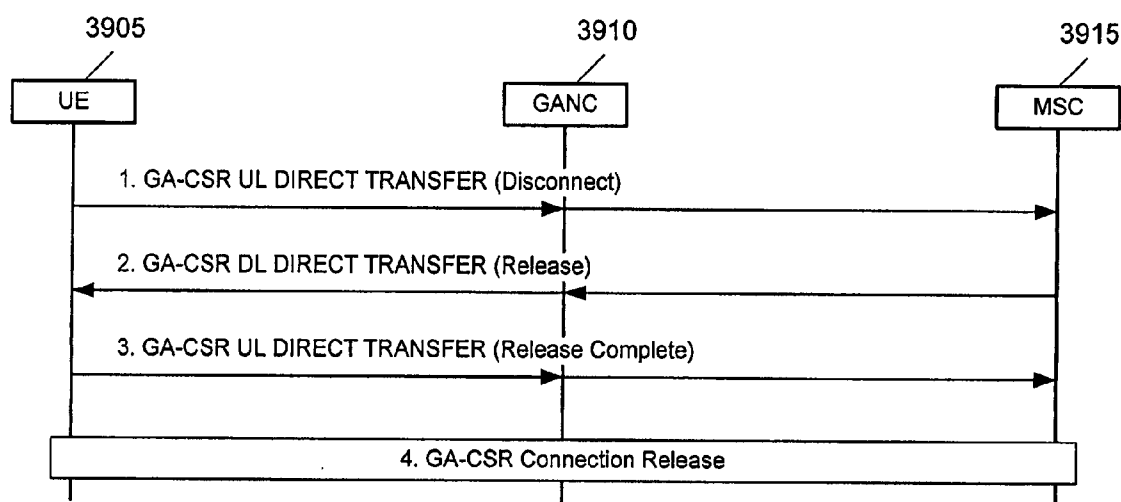 3905
3910
3915
UE
GANC
MSC
1. GA-CSR UL DIRECT TRANSFER (Disconnect)
2. GA-CSR DL DIRECT TRANSFER (Release)
3. GA-CSR UL DIRECT TRANSFER (Release Complete)
4. GA-CSR Connection Release